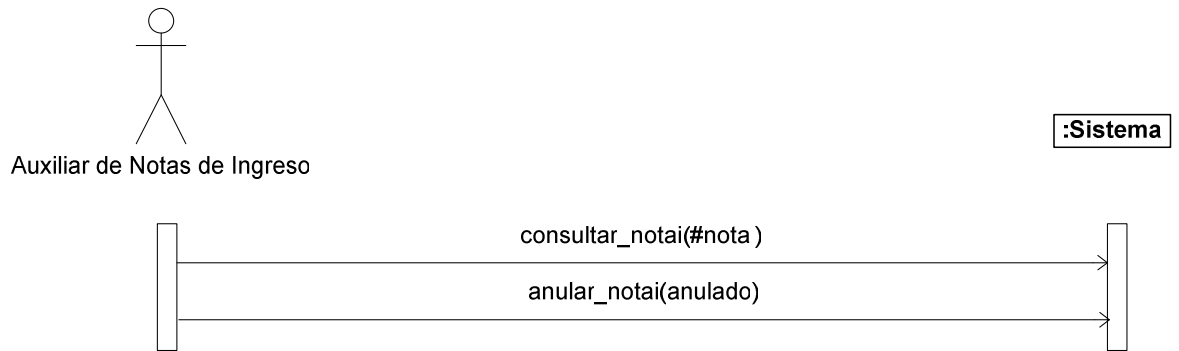 :Sistema
Auxiliar de Notas de Ingreso
consultar_notai(#nota)
anular_notai(anulado)